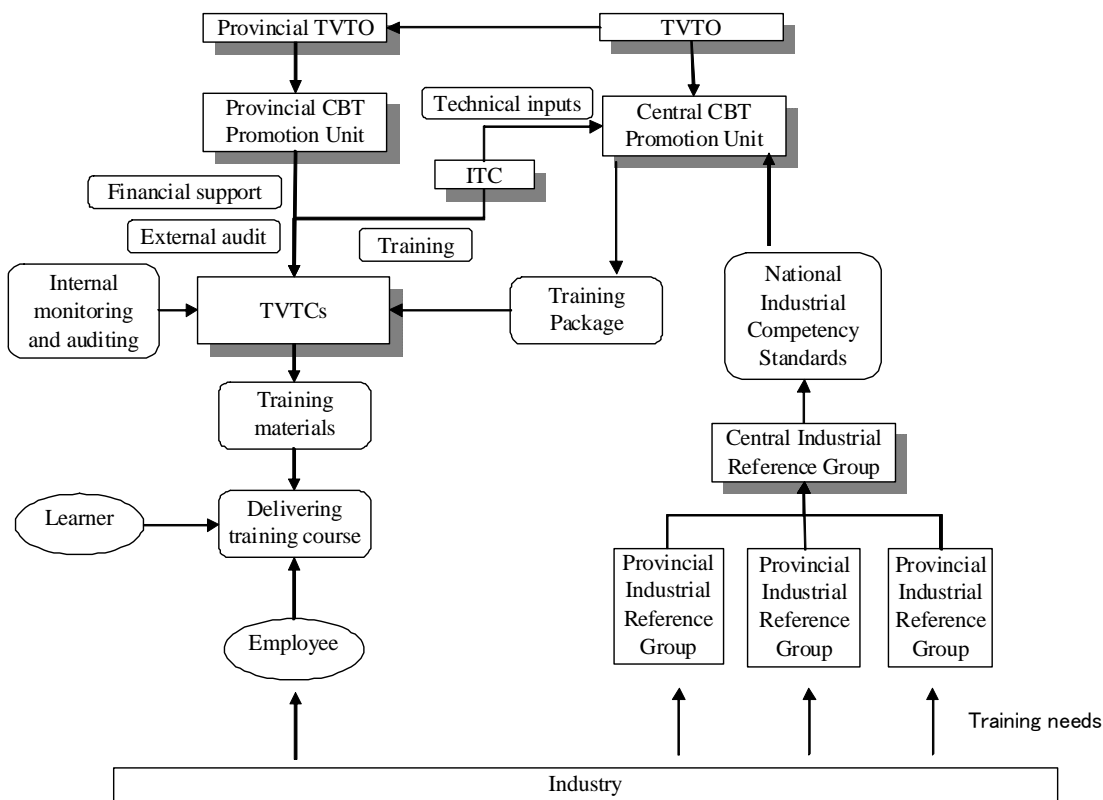 Provincial TVTO
TVTO
Provincial CBT
Promotion Unit
Technical inputs
Central CBT
Promotion Unit
ITC
Financial support
External audit
Training
Internal
monitoring
and auditing
TVTCs
Training
Package
National
Industrial
Competency
Standards
Training
materials
Central Industrial
Reference Group
Learner
Delivering
training course
Provincial
Industrial
Reference
Group
Provincial
Industrial
Reference
Group
Provincial
Industrial
Reference
Group
Employee
Training needs
Industry